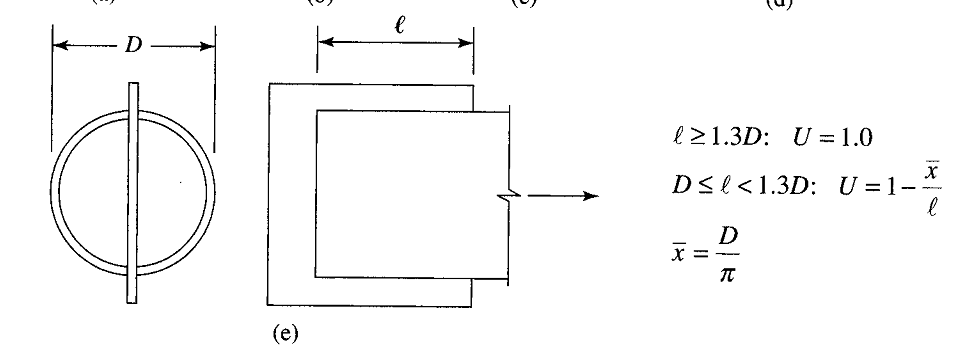 (a) (b) (c) (d)
D
ℓ
ℓ ≥ 1.3D: U = 1.0
D ≤ ℓ < 1.3D: U = 1 − x̄/ℓ
x̄ = D/π
(e)